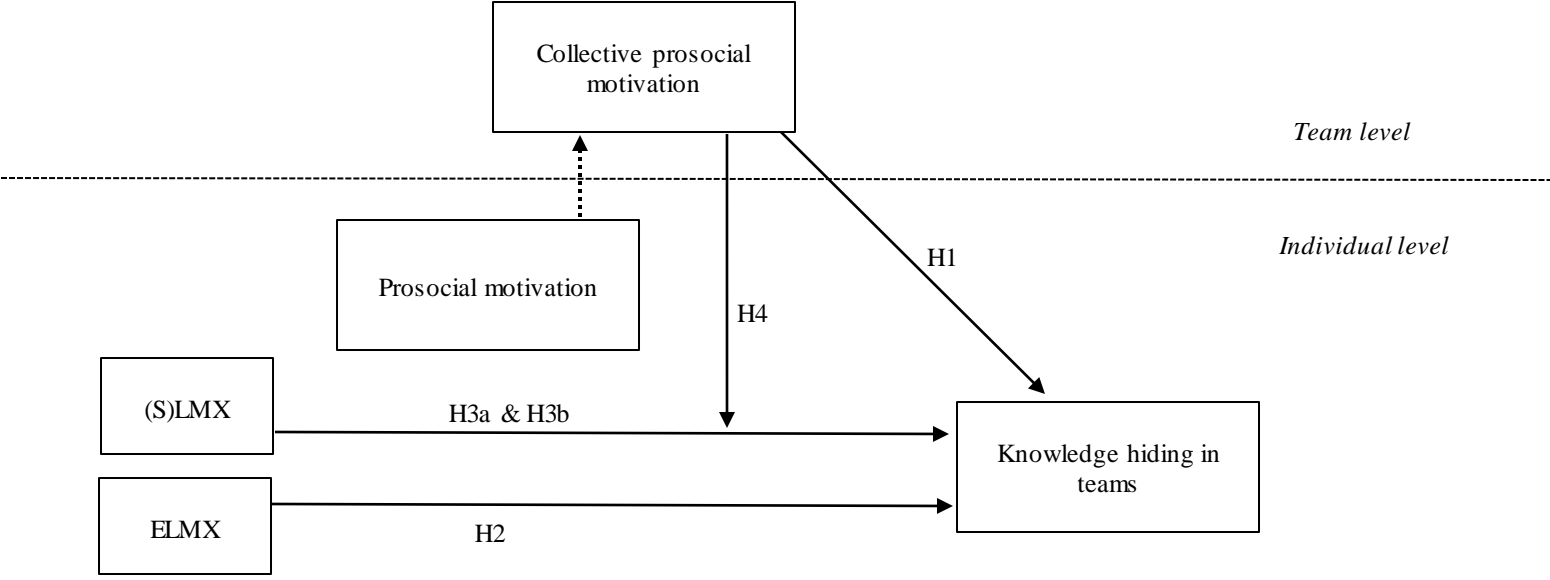 Collective prosocial
motivation
Team level
Individual level
H1
Prosocial motivation
H4
(S)LMX
H3a & H3b
Knowledge hiding in
teams
ELMX
H2